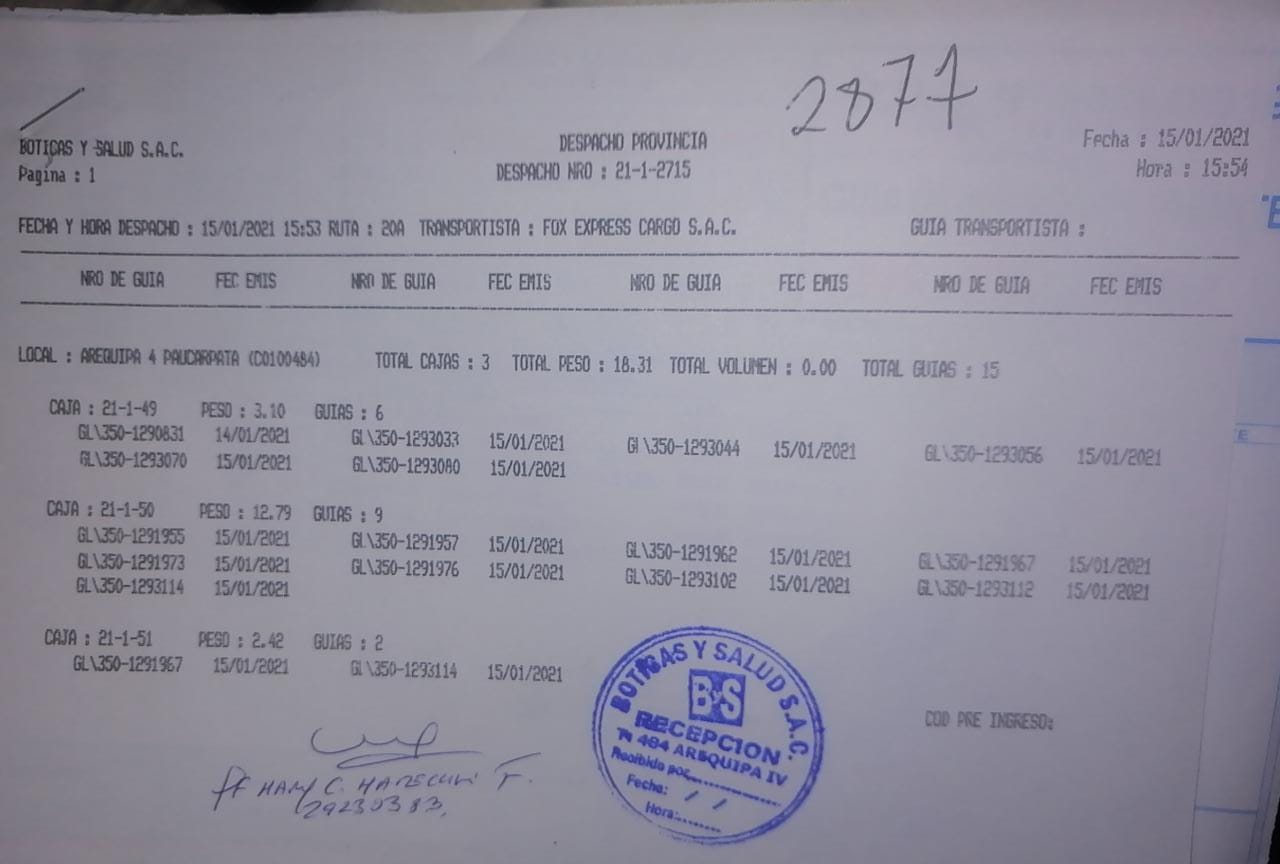 2877
BOTICAS Y SALUD S.A.C. DESPACHO PROVINCIA Fecha : 15/01/2021
Pagina : 1 DESPACHO NRO : 21-1-2715 Hora : 15:54
FECHA Y HORA DESPACHO : 15/01/2021 15:53 RUTA : 20A TRANSPORTISTA : FOX EXPRESS CARGO S.A.C. GUIA TRANSPORTISTA :
NRO DE GUIA FEC EMIS NRO DE GUIA FEC EMIS NRO DE GUIA FEC EMIS NRO DE GUIA FEC EMIS
LOCAL : AREQUIPA 4 PAUCARPATA (C0100484) TOTAL CAJAS : 3 TOTAL PESO : 18.31 TOTAL VOLUMEN : 0.00 TOTAL GUIAS : 15
CAJA : 21-1-49 PESO : 3.10 GUIAS : 6
GL\350-1290831 14/01/2021 GL\350-1293033 15/01/2021 GL\350-1293044 15/01/2021 GL\350-1293056 15/01/2021
GL\350-1293070 15/01/2021 GL\350-1293080 15/01/2021
CAJA : 21-1-50 PESO : 12.79 GUIAS : 9
GL\350-1291955 15/01/2021 GL\350-1291957 15/01/2021 GL\350-1291962 15/01/2021 GL\350-1291967 15/01/2021
GL\350-1291973 15/01/2021 GL\350-1291976 15/01/2021 GL\350-1293102 15/01/2021 GL\350-1293112 15/01/2021
GL\350-1293114 15/01/2021
CAJA : 21-1-51 PESO : 2.42 GUIAS : 2
GL\350-1291967 15/01/2021 GL\350-1293114 15/01/2021
COD PRE INGRESO:
BOTICAS Y SALUD S.A.C.
B&S
RECEPCION
484 AREQUIPA IV
Recibido por
Fecha: / /
Hora:
C.
29230383